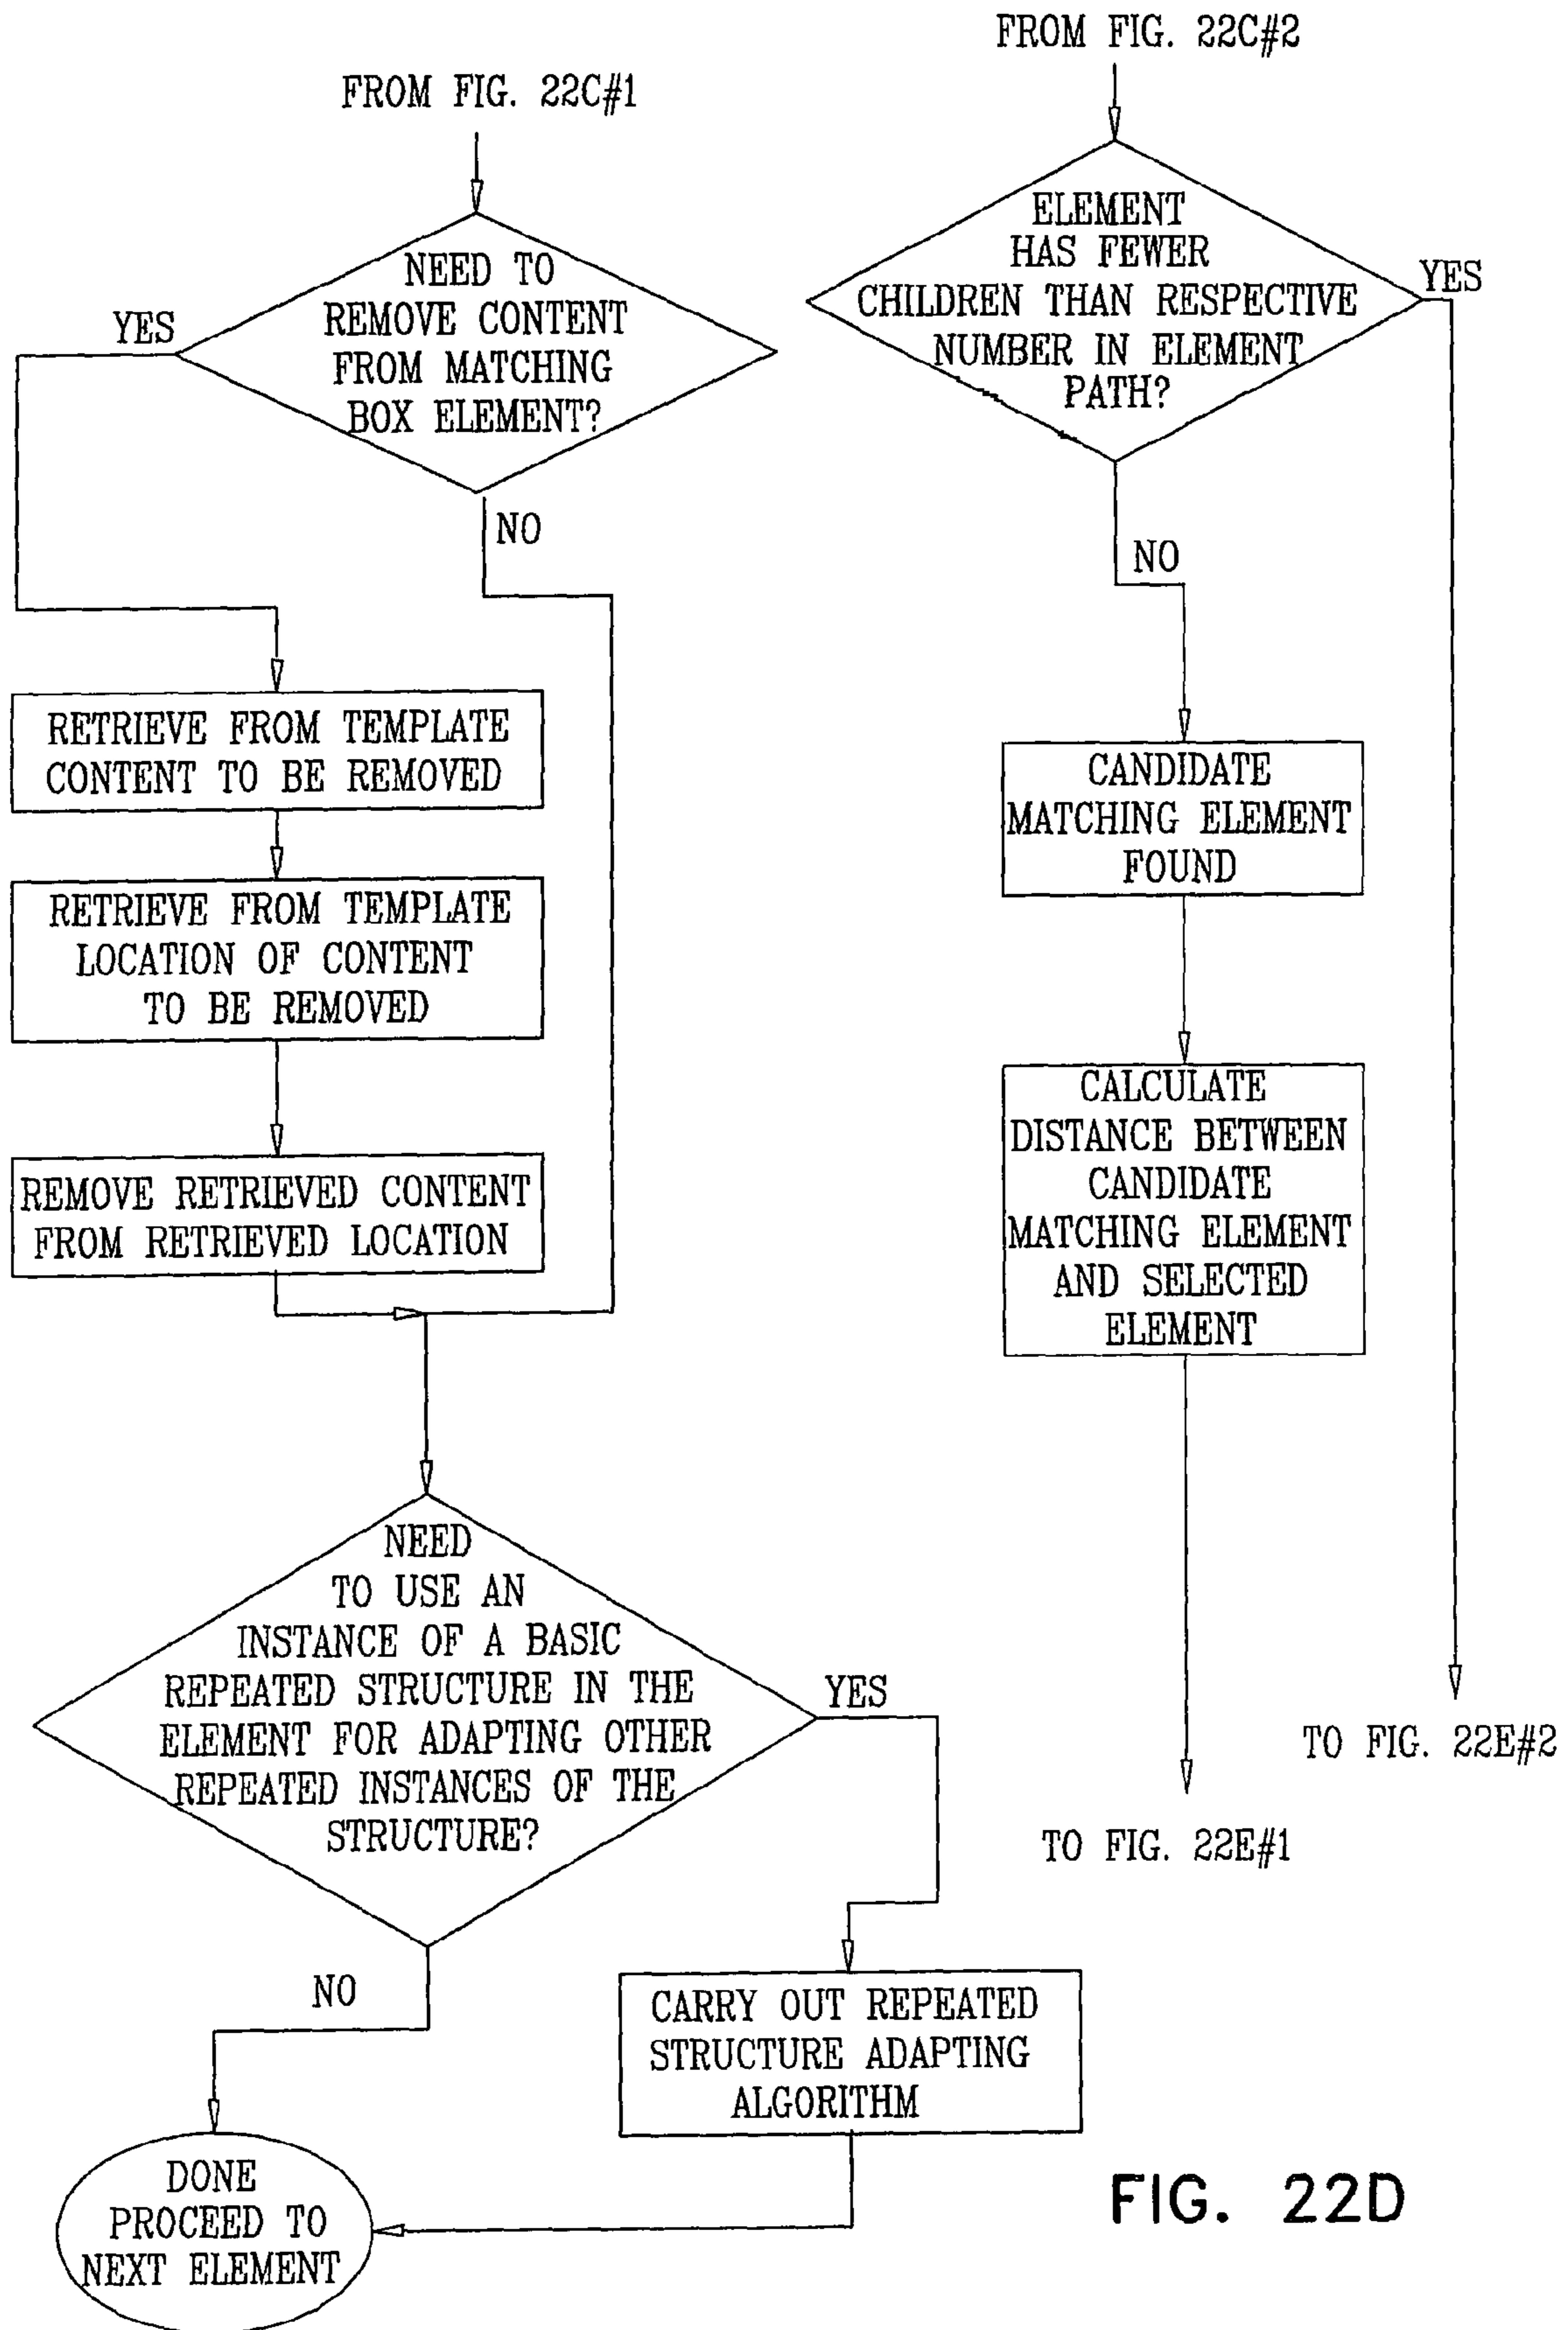 FROM FIG. 22C#1
NEED TO
REMOVE CONTENT
FROM MATCHING
BOX ELEMENT?
YES
NO
RETRIEVE FROM TEMPLATE
CONTENT TO BE REMOVED
RETRIEVE FROM TEMPLATE
LOCATION OF CONTENT
TO BE REMOVED
REMOVE RETRIEVED CONTENT
FROM RETRIEVED LOCATION
NEED
TO USE AN
INSTANCE OF A BASIC
REPEATED STRUCTURE IN THE
ELEMENT FOR ADAPTING OTHER
REPEATED INSTANCES OF THE
STRUCTURE?
YES
NO
CARRY OUT REPEATED
STRUCTURE ADAPTING
ALGORITHM
DONE
PROCEED TO
NEXT ELEMENT
FROM FIG. 22C#2
ELEMENT
HAS FEWER
CHILDREN THAN RESPECTIVE
NUMBER IN ELEMENT
PATH?
YES
NO
CANDIDATE
MATCHING ELEMENT
FOUND
CALCULATE
DISTANCE BETWEEN
CANDIDATE
MATCHING ELEMENT
AND SELECTED
ELEMENT
TO FIG. 22E#2
TO FIG. 22E#1
FIG. 22D